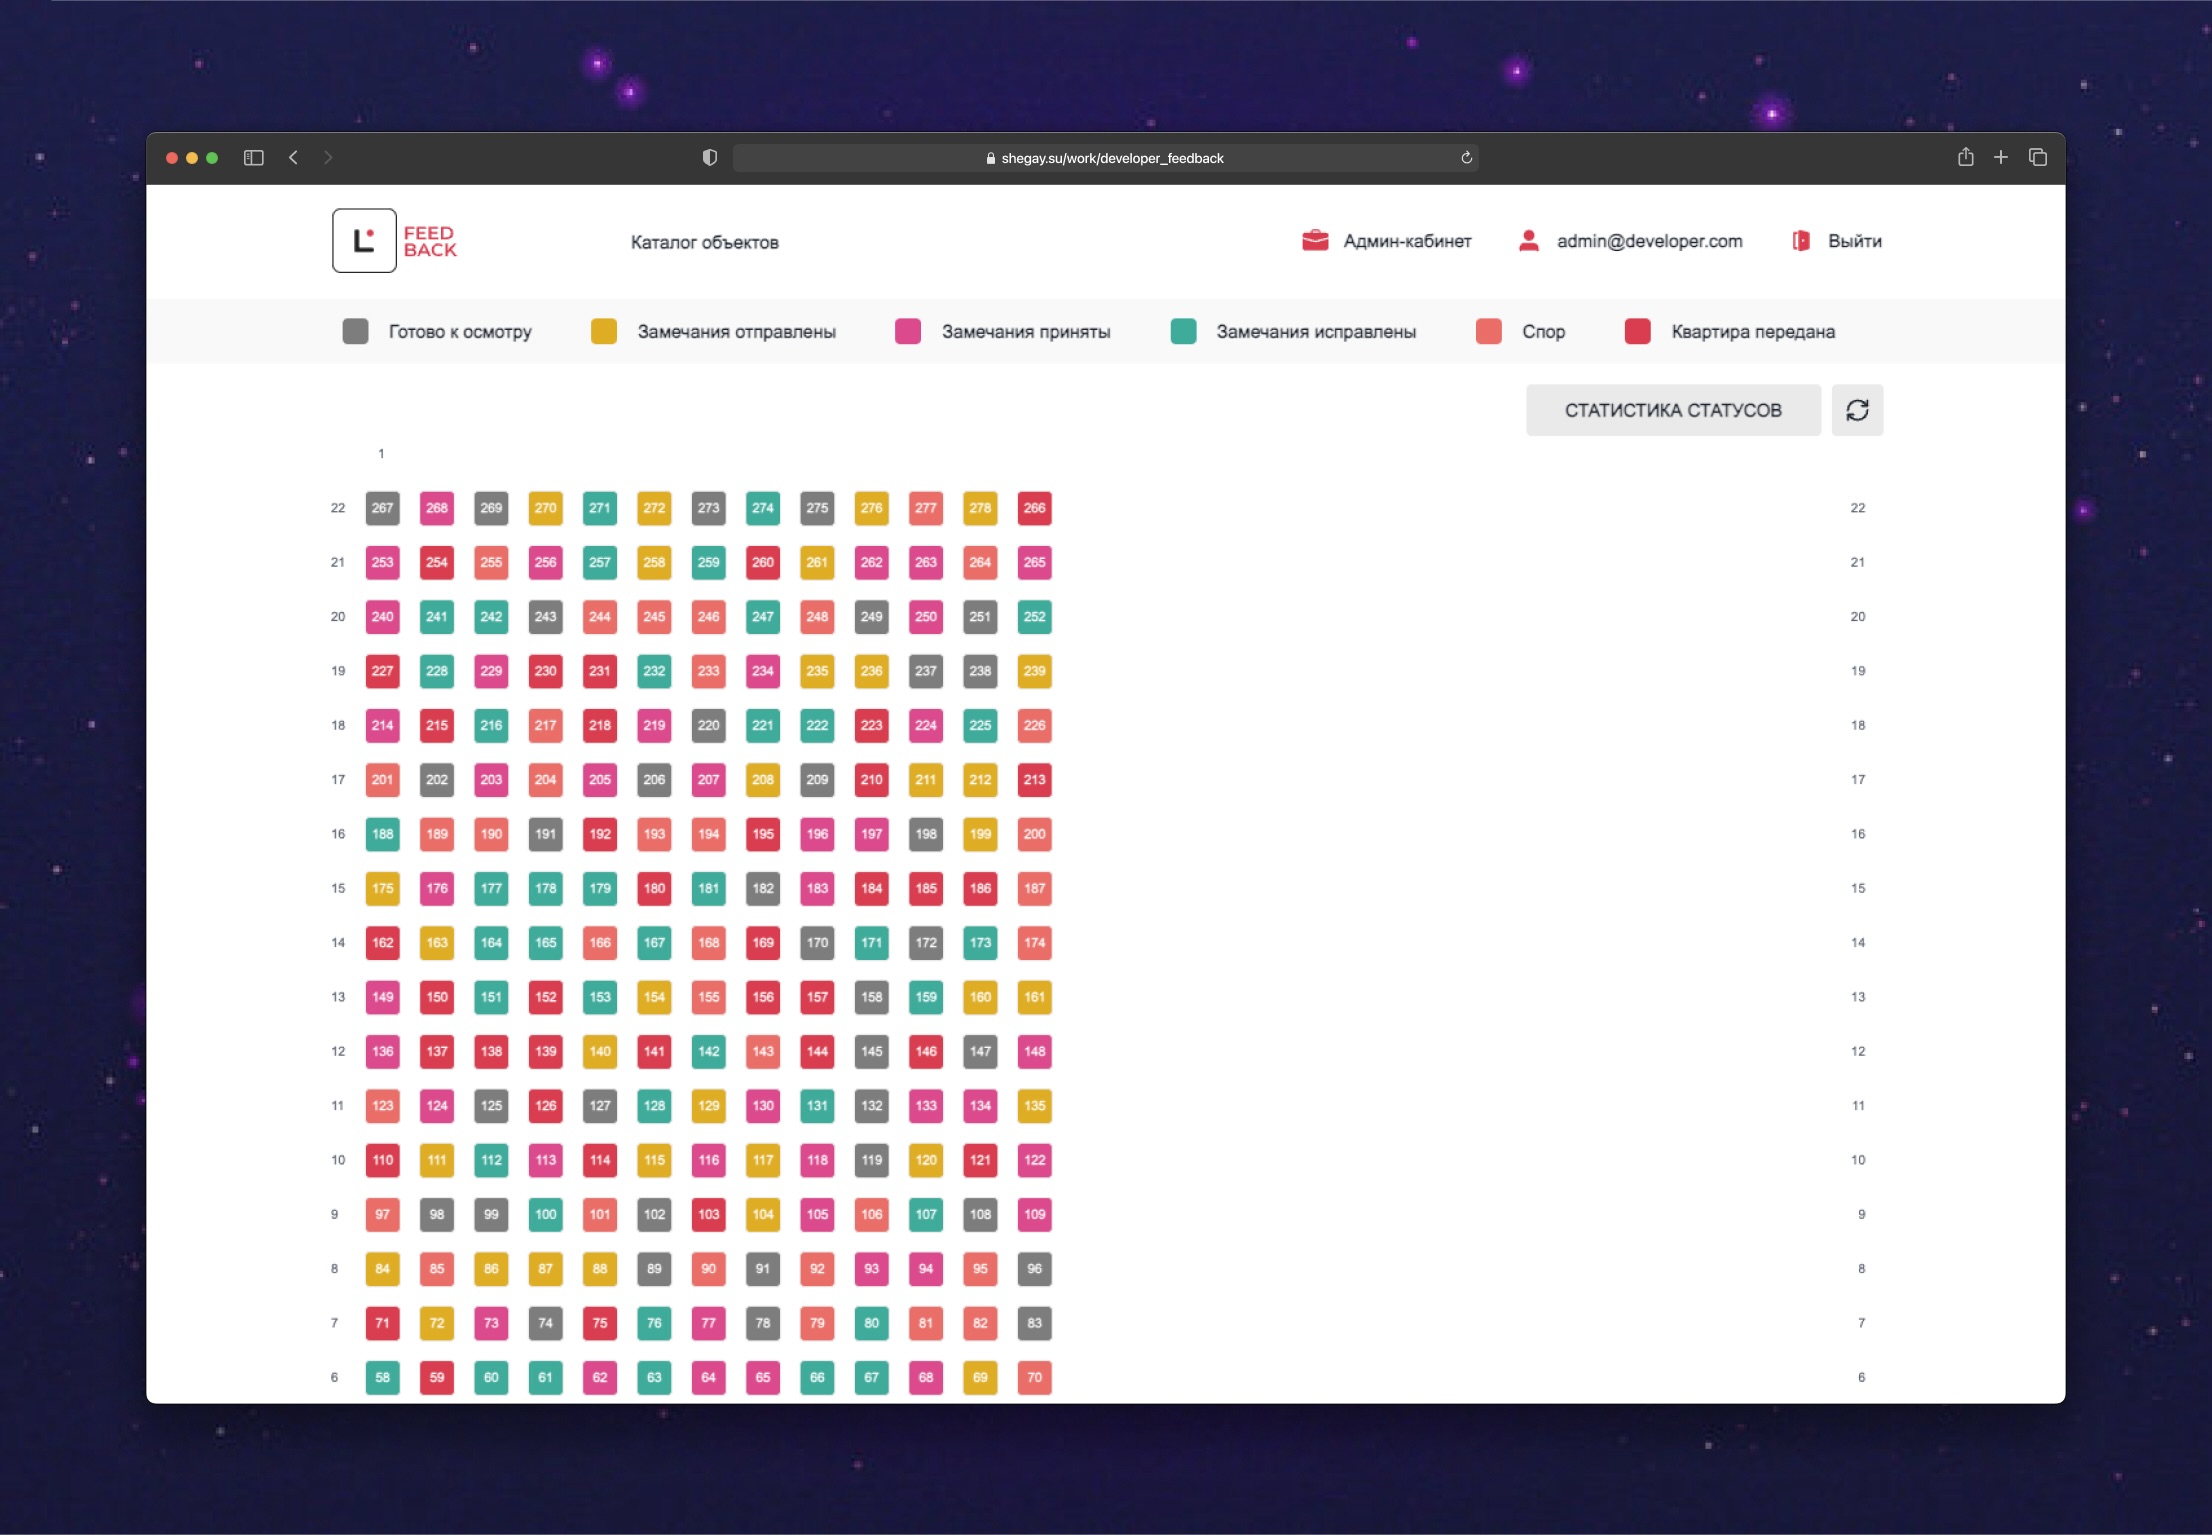 shegay.su/work/developer_feedback
L FEED BACK Каталог объектов Админ-кабинет admin@developer.com Выйти
Готово к осмотру Замечания отправлены Замечания приняты Замечания исправлены Спор Квартира передана
СТАТИСТИКА СТАТУСОВ
1
22 267 268 269 270 271 272 273 274 275 276 277 278 266 22
21 253 254 255 256 257 258 259 260 261 262 263 264 265 21
20 240 241 242 243 244 245 246 247 248 249 250 251 252 20
19 227 228 229 230 231 232 233 234 235 236 237 238 239 19
18 214 215 216 217 218 219 220 221 222 223 224 225 226 18
17 201 202 203 204 205 206 207 208 209 210 211 212 213 17
16 188 189 190 191 192 193 194 195 196 197 198 199 200 16
15 175 176 177 178 179 180 181 182 183 184 185 186 187 15
14 162 163 164 165 166 167 168 169 170 171 172 173 174 14
13 149 150 151 152 153 154 155 156 157 158 159 160 161 13
12 136 137 138 139 140 141 142 143 144 145 146 147 148 12
11 123 124 125 126 127 128 129 130 131 132 133 134 135 11
10 110 111 112 113 114 115 116 117 118 119 120 121 122 10
9 97 98 99 100 101 102 103 104 105 106 107 108 109 9
8 84 85 86 87 88 89 90 91 92 93 94 95 96 8
7 71 72 73 74 75 76 77 78 79 80 81 82 83 7
6 58 59 60 61 62 63 64 65 66 67 68 69 70 6